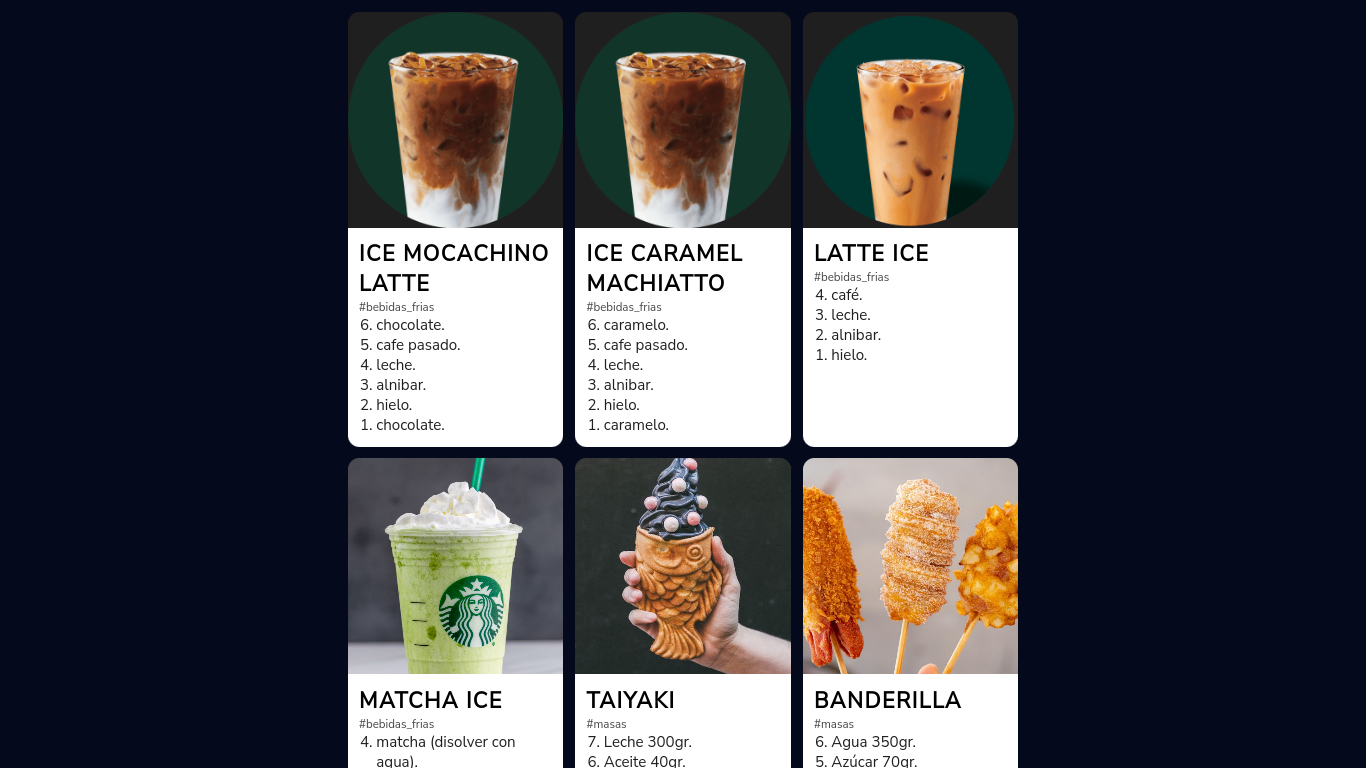 ICE MOCACHINO
LATTE
#bebidas_frias
6. chocolate.
5. cafe pasado.
4. leche.
3. alnibar.
2. hielo.
1. chocolate.
ICE CARAMEL
MACHIATTO
#bebidas_frias
6. caramelo.
5. cafe pasado.
4. leche.
3. alnibar.
2. hielo.
1. caramelo.
LATTE ICE
#bebidas_frias
4. café.
3. leche.
2. alnibar.
1. hielo.
MATCHA ICE
#bebidas_frias
4. matcha (disolver con
agua).
TAIYAKI
#masas
7. Leche 300gr.
6. Aceite 40gr.
BANDERILLA
#masas
6. Agua 350gr.
5. Azúcar 70gr.